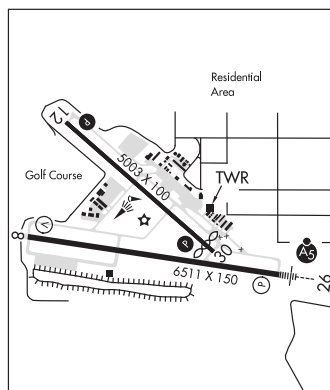 Residential
Area
12
P
5003 X 100
Golf Course
TWR
V
8
P
30
A5
6511 X 150
P
26